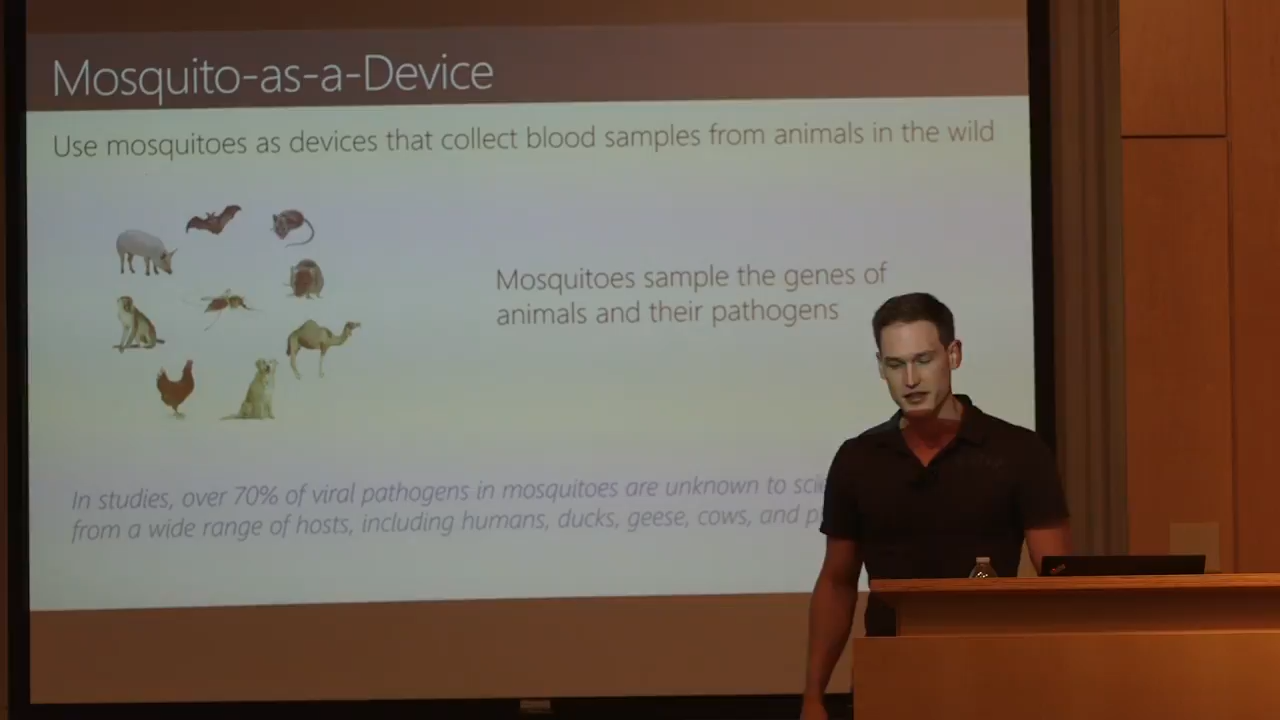 Mosquito-as-a-Device
Use mosquitoes as devices that collect blood samples from animals in the wild
Mosquitoes sample the genes of
animals and their pathogens
In studies, over 70% of viral pathogens in mosquitoes are unknown to
from a wide range of hosts, including humans, ducks, geese, cows, and